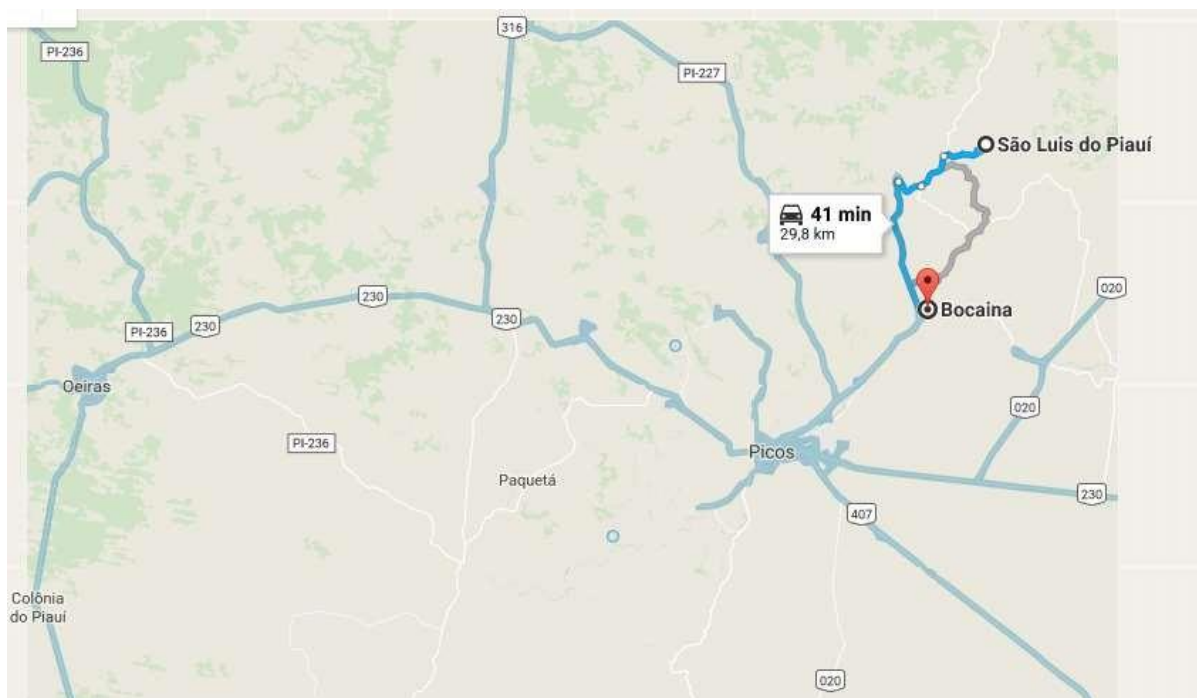 316
PI-236
PI-227
São Luis do Piauí
41 min
29,8 km
020
230
Bocaina
230
230
PI-236
Oeiras
020
PI-236
Picos
Paquetá
230
407
Colônia
do Piauí
020